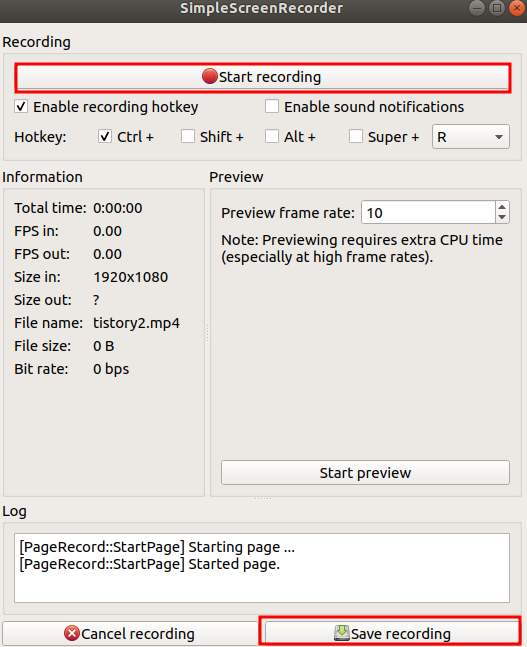 SimpleScreenRecorder
Recording
Start recording
Enable recording hotkey Enable sound notifications
Hotkey: Ctrl + Shift + Alt + Super + R
Information
Total time: 0:00:00
FPS in: 0.00
FPS out: 0.00
Size in: 1920x1080
Size out: ?
File name: tistory2.mp4
File size: 0 B
Bit rate: 0 bps
Preview
Preview frame rate: 10
Note: Previewing requires extra CPU time
(especially at high frame rates).
Start preview
Log
[PageRecord::StartPage] Starting page ...
[PageRecord::StartPage] Started page.
Cancel recording Save recording